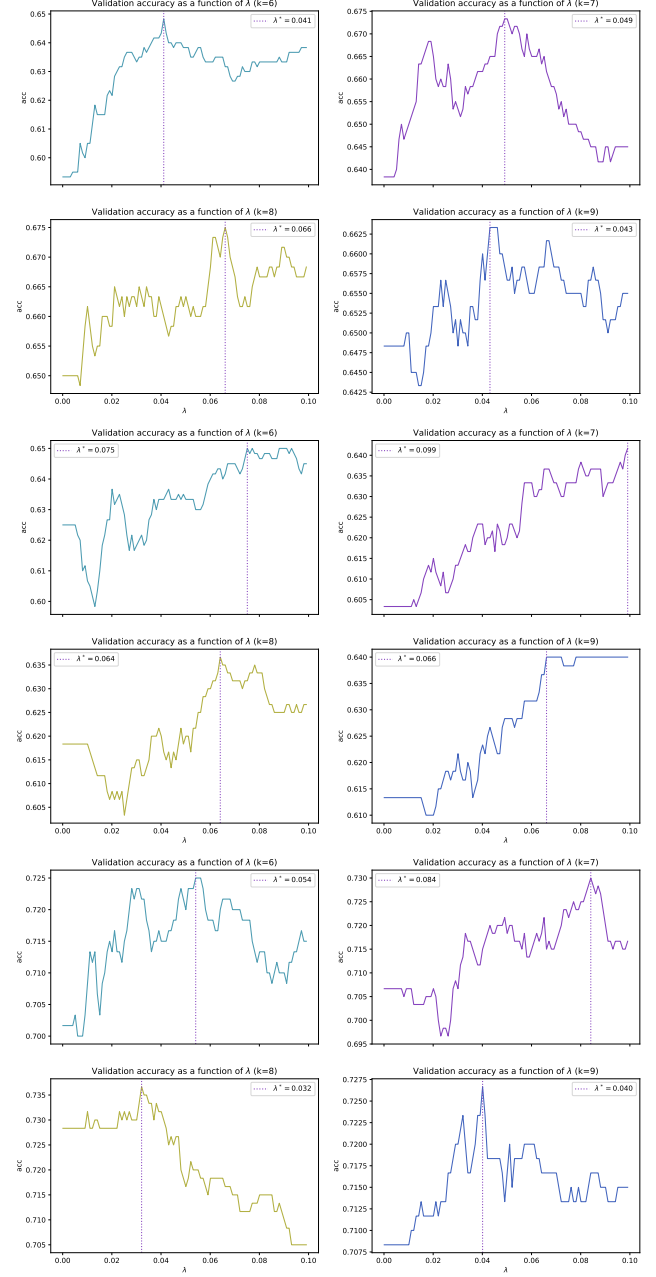 Validation accuracy as a function of λ (k=6)
λ* = 0.041
0.65
0.64
0.63
0.62
0.61
0.60
acc
Validation accuracy as a function of λ (k=7)
λ* = 0.049
0.675
0.670
0.665
0.660
0.655
0.650
0.645
0.640
acc
Validation accuracy as a function of λ (k=8)
λ* = 0.066
0.675
0.670
0.665
0.660
0.655
0.650
acc
0.00 0.02 0.04 0.06 0.08 0.10
λ
Validation accuracy as a function of λ (k=9)
λ* = 0.043
0.6625
0.6600
0.6575
0.6550
0.6525
0.6500
0.6475
0.6450
0.6425
acc
0.00 0.02 0.04 0.06 0.08 0.10
λ
Validation accuracy as a function of λ (k=6)
λ* = 0.075
0.65
0.64
0.63
0.62
0.61
0.60
acc
Validation accuracy as a function of λ (k=7)
λ* = 0.099
0.640
0.635
0.630
0.625
0.620
0.615
0.610
0.605
acc
Validation accuracy as a function of λ (k=8)
λ* = 0.064
0.635
0.630
0.625
0.620
0.615
0.610
0.605
acc
0.00 0.02 0.04 0.06 0.08 0.10
λ
Validation accuracy as a function of λ (k=9)
λ* = 0.066
0.640
0.635
0.630
0.625
0.620
0.615
0.610
acc
0.00 0.02 0.04 0.06 0.08 0.10
λ
Validation accuracy as a function of λ (k=6)
λ* = 0.054
0.725
0.720
0.715
0.710
0.705
0.700
acc
Validation accuracy as a function of λ (k=7)
λ* = 0.084
0.730
0.725
0.720
0.715
0.710
0.705
0.700
0.695
acc
Validation accuracy as a function of λ (k=8)
λ* = 0.032
0.735
0.730
0.725
0.720
0.715
0.710
0.705
acc
0.00 0.02 0.04 0.06 0.08 0.10
λ
Validation accuracy as a function of λ (k=9)
λ* = 0.040
0.7275
0.7250
0.7225
0.7200
0.7175
0.7150
0.7125
0.7100
0.7075
acc
0.00 0.02 0.04 0.06 0.08 0.10
λ